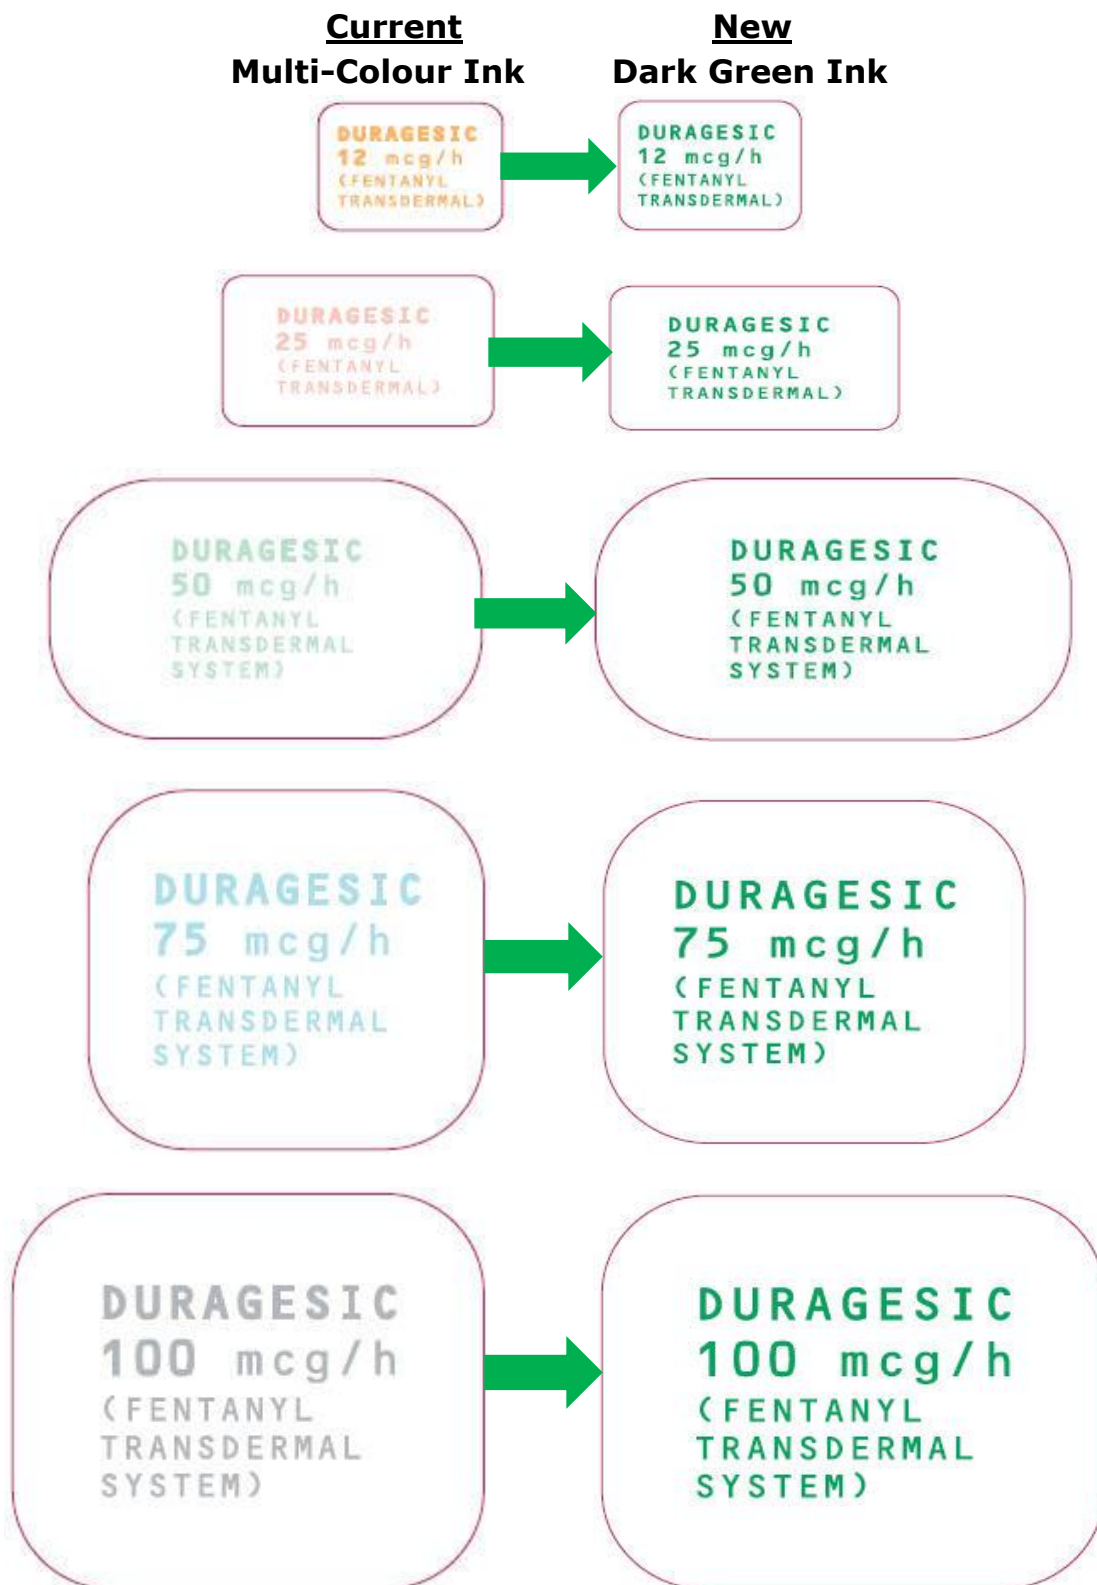 Current
Multi-Colour Ink
New
Dark Green Ink
DURAGESIC
12 mcg/h
(FENTANYL
TRANSDERMAL)
DURAGESIC
12 mcg/h
(FENTANYL
TRANSDERMAL)
DURAGESIC
25 mcg/h
(FENTANYL
TRANSDERMAL)
DURAGESIC
25 mcg/h
(FENTANYL
TRANSDERMAL)
DURAGESIC
50 mcg/h
(FENTANYL
TRANSDERMAL
SYSTEM)
DURAGESIC
50 mcg/h
(FENTANYL
TRANSDERMAL
SYSTEM)
DURAGESIC
75 mcg/h
(FENTANYL
TRANSDERMAL
SYSTEM)
DURAGESIC
75 mcg/h
(FENTANYL
TRANSDERMAL
SYSTEM)
DURAGESIC
100 mcg/h
(FENTANYL
TRANSDERMAL
SYSTEM)
DURAGESIC
100 mcg/h
(FENTANYL
TRANSDERMAL
SYSTEM)